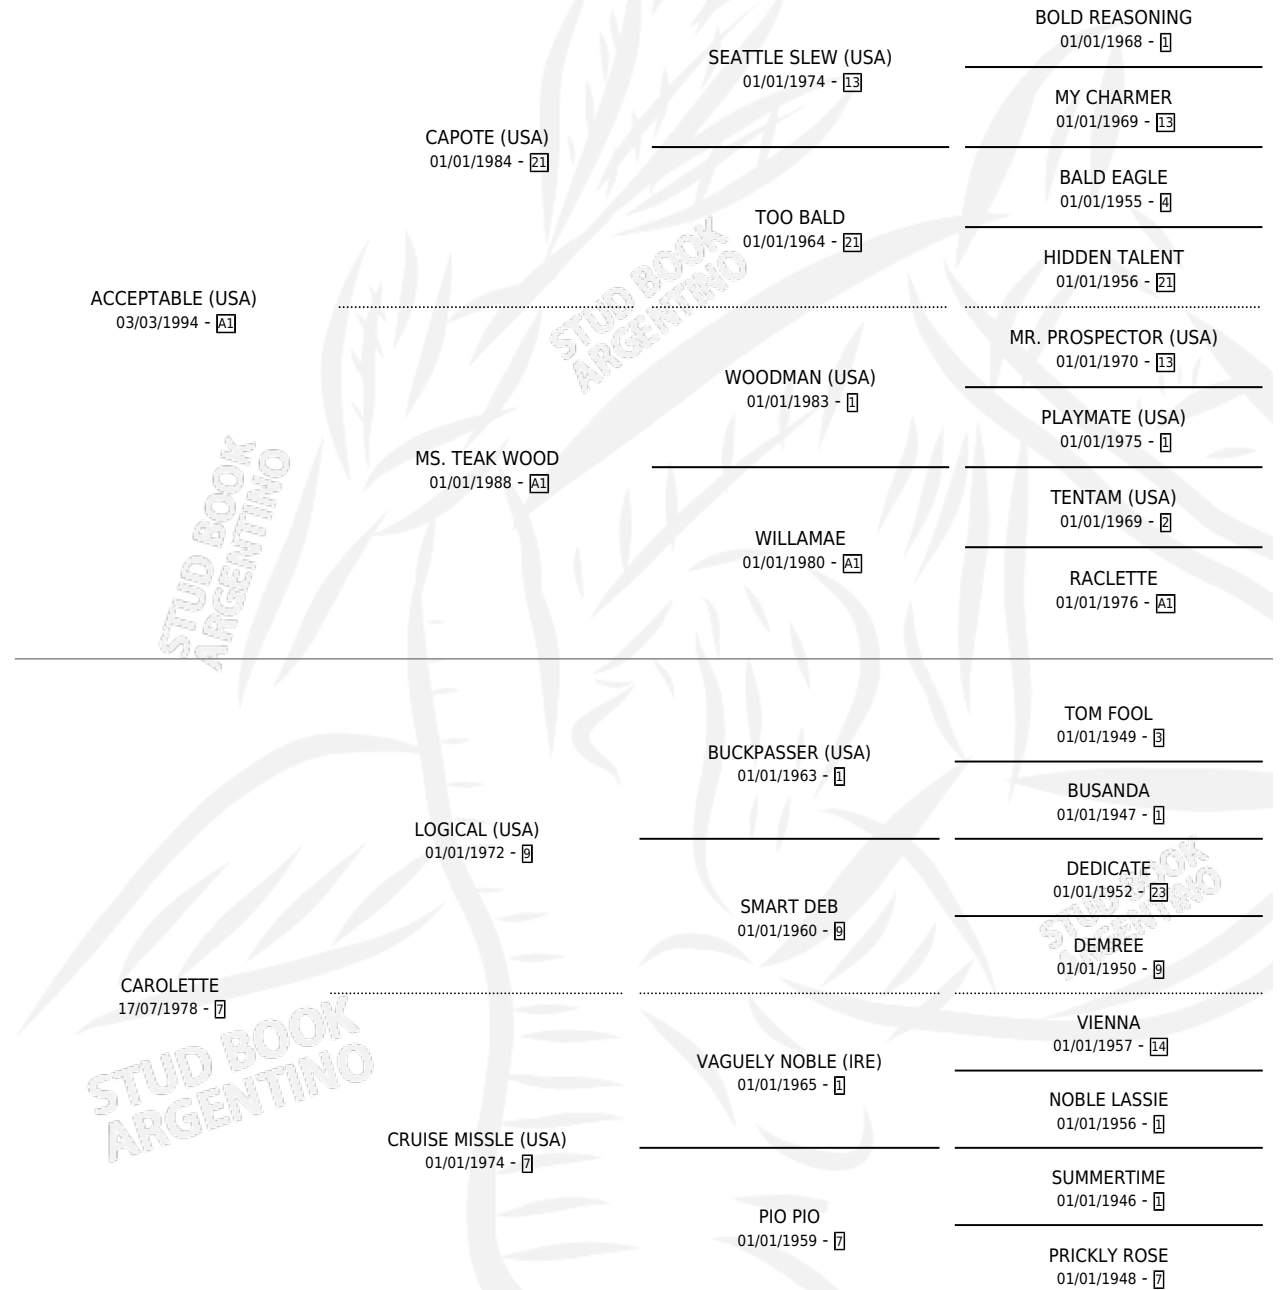 BOLD REASONING
01/01/1968 - 1
SEATTLE SLEW (USA)
01/01/1974 - 13
MY CHARMER
01/01/1969 - 13
CAPOTE (USA)
01/01/1984 - 21
BALD EAGLE
01/01/1955 - 4
TOO BALD
01/01/1964 - 21
HIDDEN TALENT
01/01/1956 - 21
ACCEPTABLE (USA)
03/03/1994 - A1
MR. PROSPECTOR (USA)
01/01/1970 - 13
WOODMAN (USA)
01/01/1983 - 1
PLAYMATE (USA)
01/01/1975 - 1
MS. TEAK WOOD
01/01/1988 - A1
TENTAM (USA)
01/01/1969 - 2
WILLAMAE
01/01/1980 - A1
RACLETTE
01/01/1976 - A1
TOM FOOL
01/01/1949 - 3
BUCKPASSER (USA)
01/01/1963 - 1
BUSANDA
01/01/1947 - 1
LOGICAL (USA)
01/01/1972 - 9
DEDICATE
01/01/1952 - 23
SMART DEB
01/01/1960 - 9
DEMREE
01/01/1950 - 9
CAROLETTE
17/07/1978 - 7
VIENNA
01/01/1957 - 14
VAGUELY NOBLE (IRE)
01/01/1965 - 1
NOBLE LASSIE
01/01/1956 - 1
CRUISE MISSLE (USA)
01/01/1974 - 7
SUMMERTIME
01/01/1946 - 1
PIO PIO
01/01/1959 - 7
PRICKLY ROSE
01/01/1948 - 7
STUD BOOK
ARGENTINO
STUD BOOK
ARGENTINO
STUD BOOK
ARGENTINO
STUD BOOK
ARGENTINO